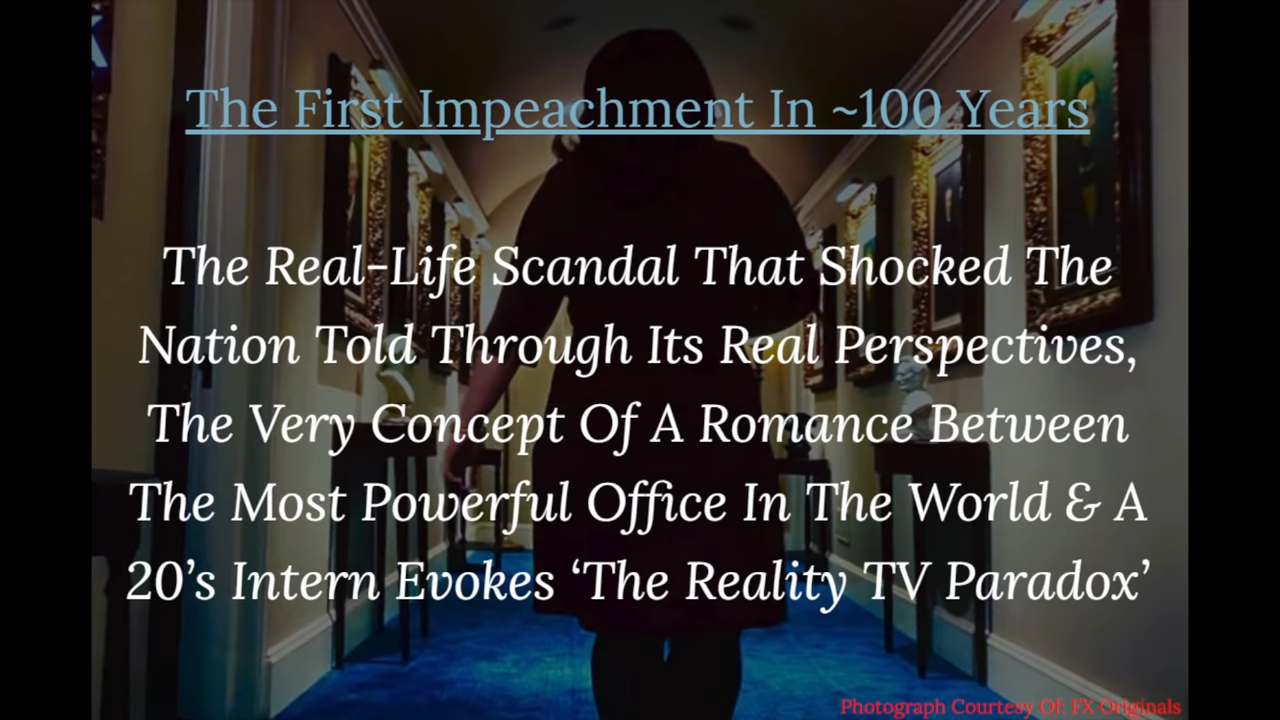 The First Impeachment In ~100 Years
The Real-Life Scandal That Shocked The
Nation Told Through Its Real Perspectives,
The Very Concept Of A Romance Between
The Most Powerful Office In The World & A
20’s Intern Evokes ‘The Reality TV Paradox’
Photograph Courtesy Of: FX Originals